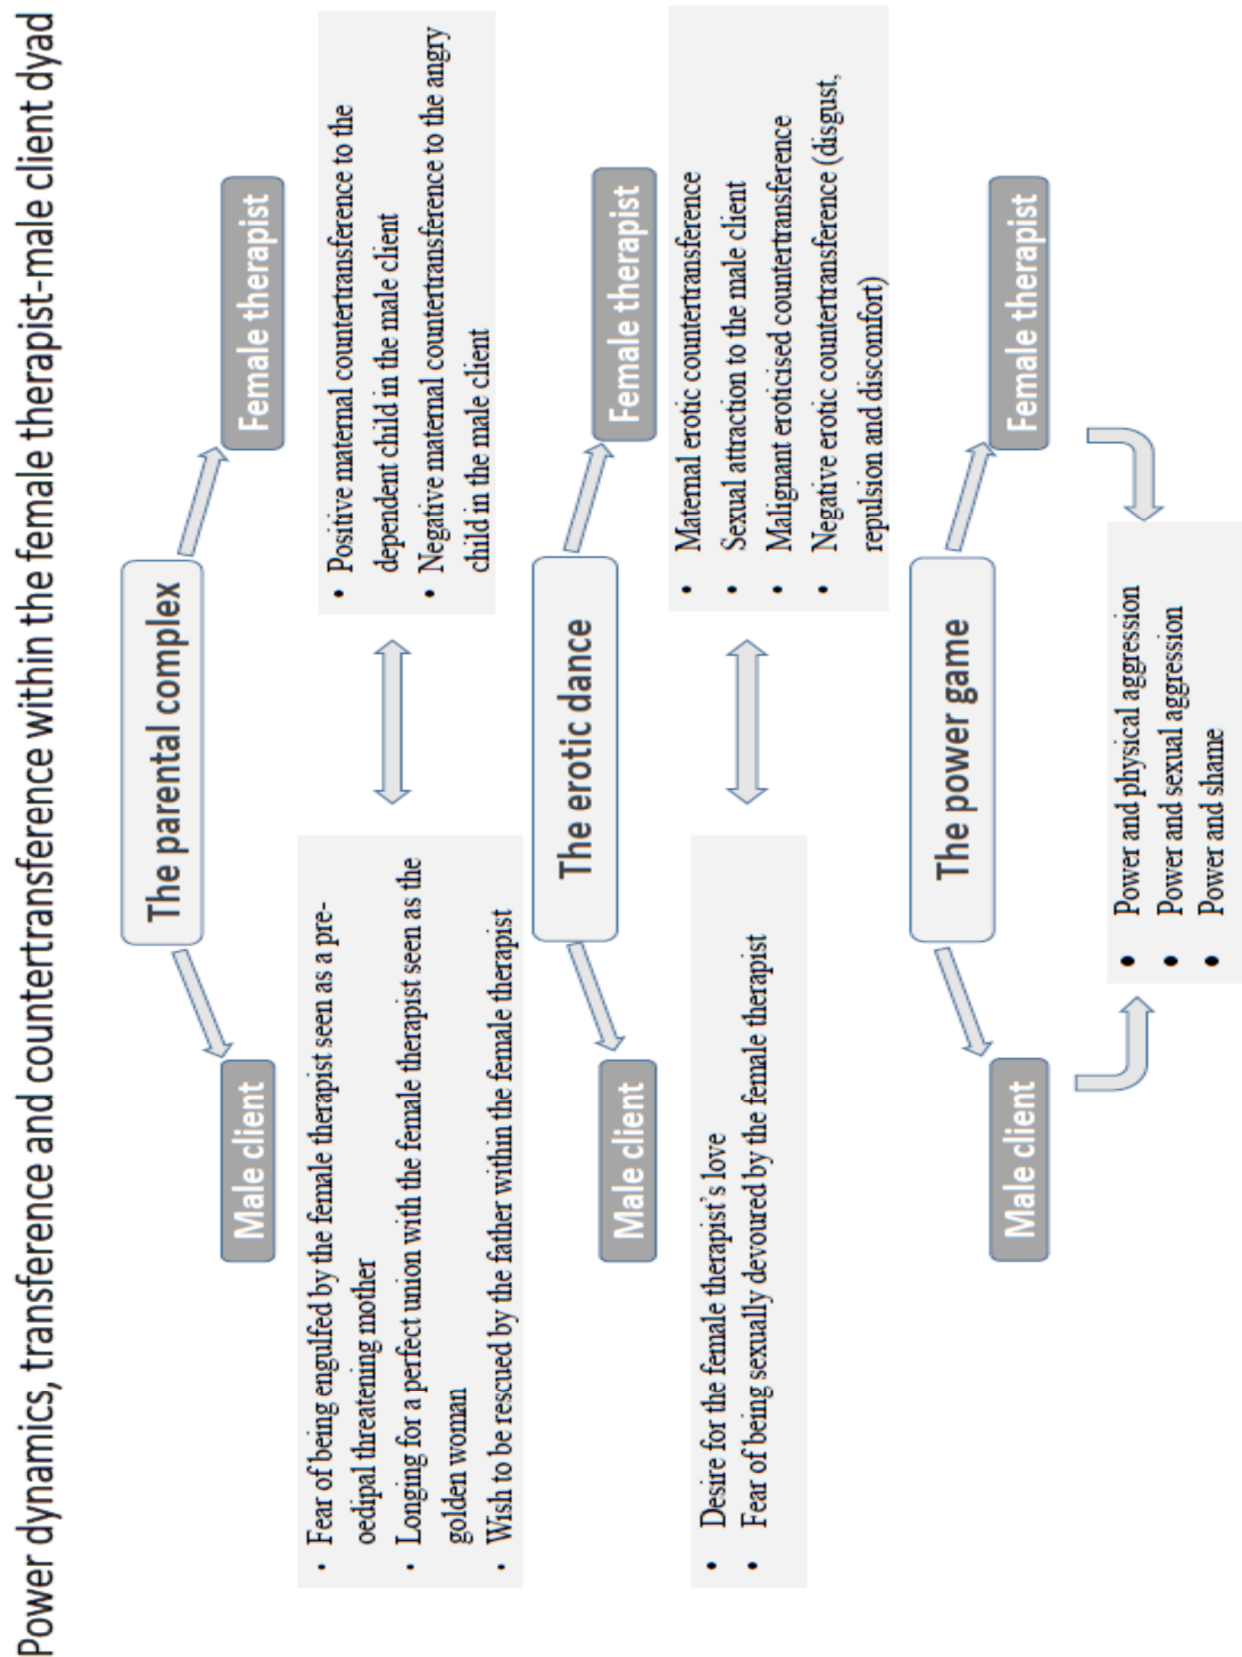 Power dynamics, transference and countertransference within the female therapist-male client dyad
The parental complex
Male client
Female therapist
• Fear of being engulfed by the female therapist seen as a pre-
oedipal threatening mother
• Longing for a perfect union with the female therapist seen as the
golden woman
• Wish to be rescued by the father within the female therapist
• Positive maternal countertransference to the
dependent child in the male client
• Negative maternal countertransference to the angry
child in the male client
The erotic dance
Male client
Female therapist
• Desire for the female therapist's love
• Fear of being sexually devoured by the female therapist
• Maternal erotic countertransference
• Sexual attraction to the male client
• Malignant eroticised countertransference
• Negative erotic countertransference (disgust,
repulsion and discomfort)
The power game
Male client
Female therapist
• Power and physical aggression
• Power and sexual aggression
• Power and shame